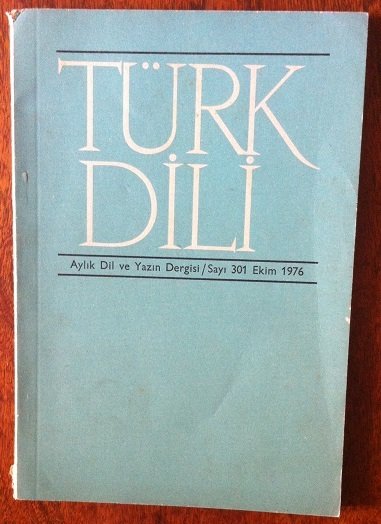 TÜRK
DİLİ
Aylık Dil ve Yazın Dergisi/Sayı 301 Ekim 1976